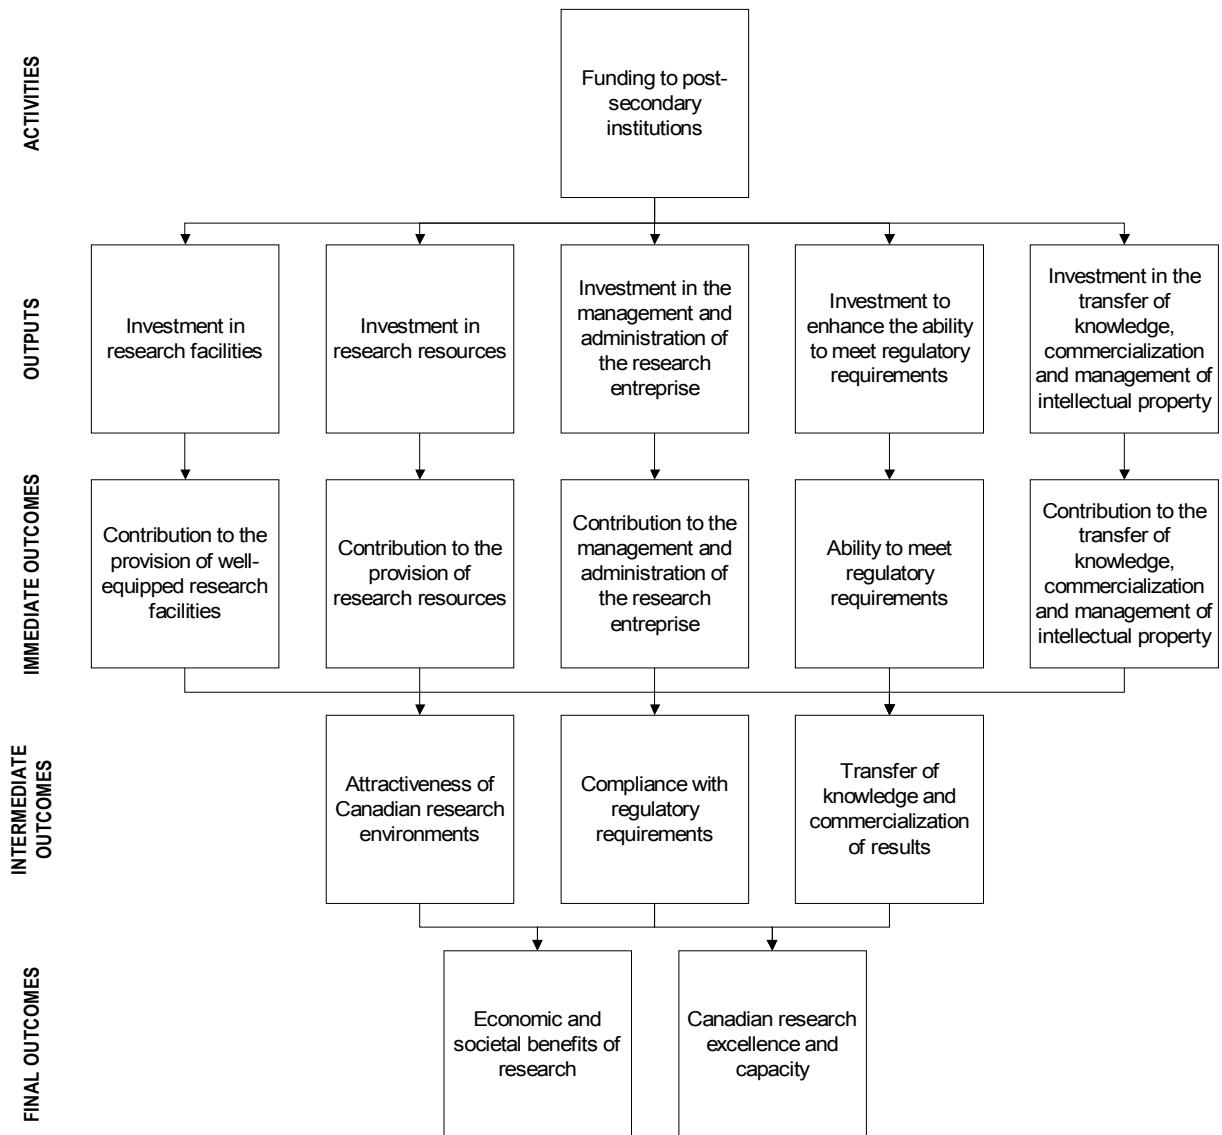 ACTIVITIES
Funding to post-
secondary
institutions
OUTPUTS
Investment in
research facilities
Investment in
research resources
Investment in the
management and
administration of
the research
entreprise
Investment to
enhance the ability
to meet regulatory
requirements
Investment in the
transfer of
knowledge,
commercialization
and management of
intellectual property
IMMEDIATE OUTCOMES
Contribution to the
provision of well-
equipped research
facilities
Contribution to the
provision of
research resources
Contribution to the
management and
administration of
the research
entreprise
Ability to meet
regulatory
requirements
Contribution to the
transfer of
knowledge,
commercialization
and management of
intellectual property
INTERMEDIATE
OUTCOMES
Attractiveness of
Canadian research
environments
Compliance with
regulatory
requirements
Transfer of
knowledge and
commercialization
of results
FINAL OUTCOMES
Economic and
societal benefits of
research
Canadian research
excellence and
capacity